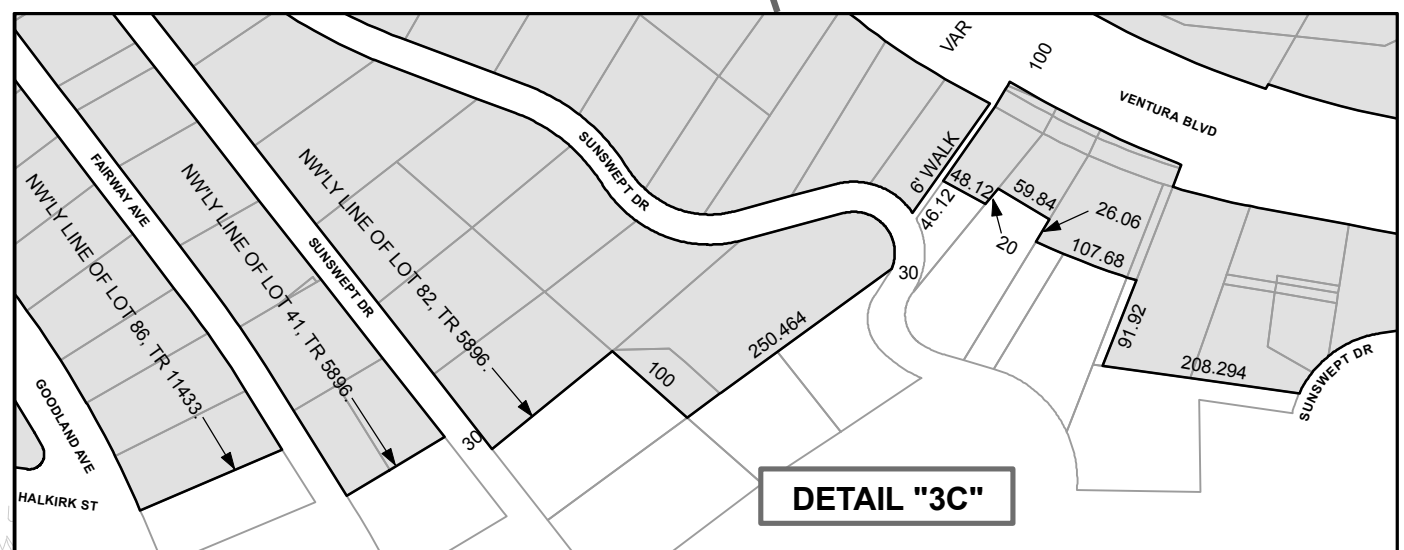 VAR
100
VENTURA BLVD
SUNSWEPT DR
6' WALK
48.12
59.84
26.06
46.12
20
107.68
30
91.92
208.294
SUNSWEPT DR
FAIRWAY AVE
NW'LY LINE OF LOT 86, TR 11433.
NW'LY LINE OF LOT 41, TR 5896.
SUNSWEPT DR
NW'LY LINE OF LOT 82, TR 5896.
250.464
100
30
GOODLAND AVE
HALKIRK ST
DETAIL "3C"